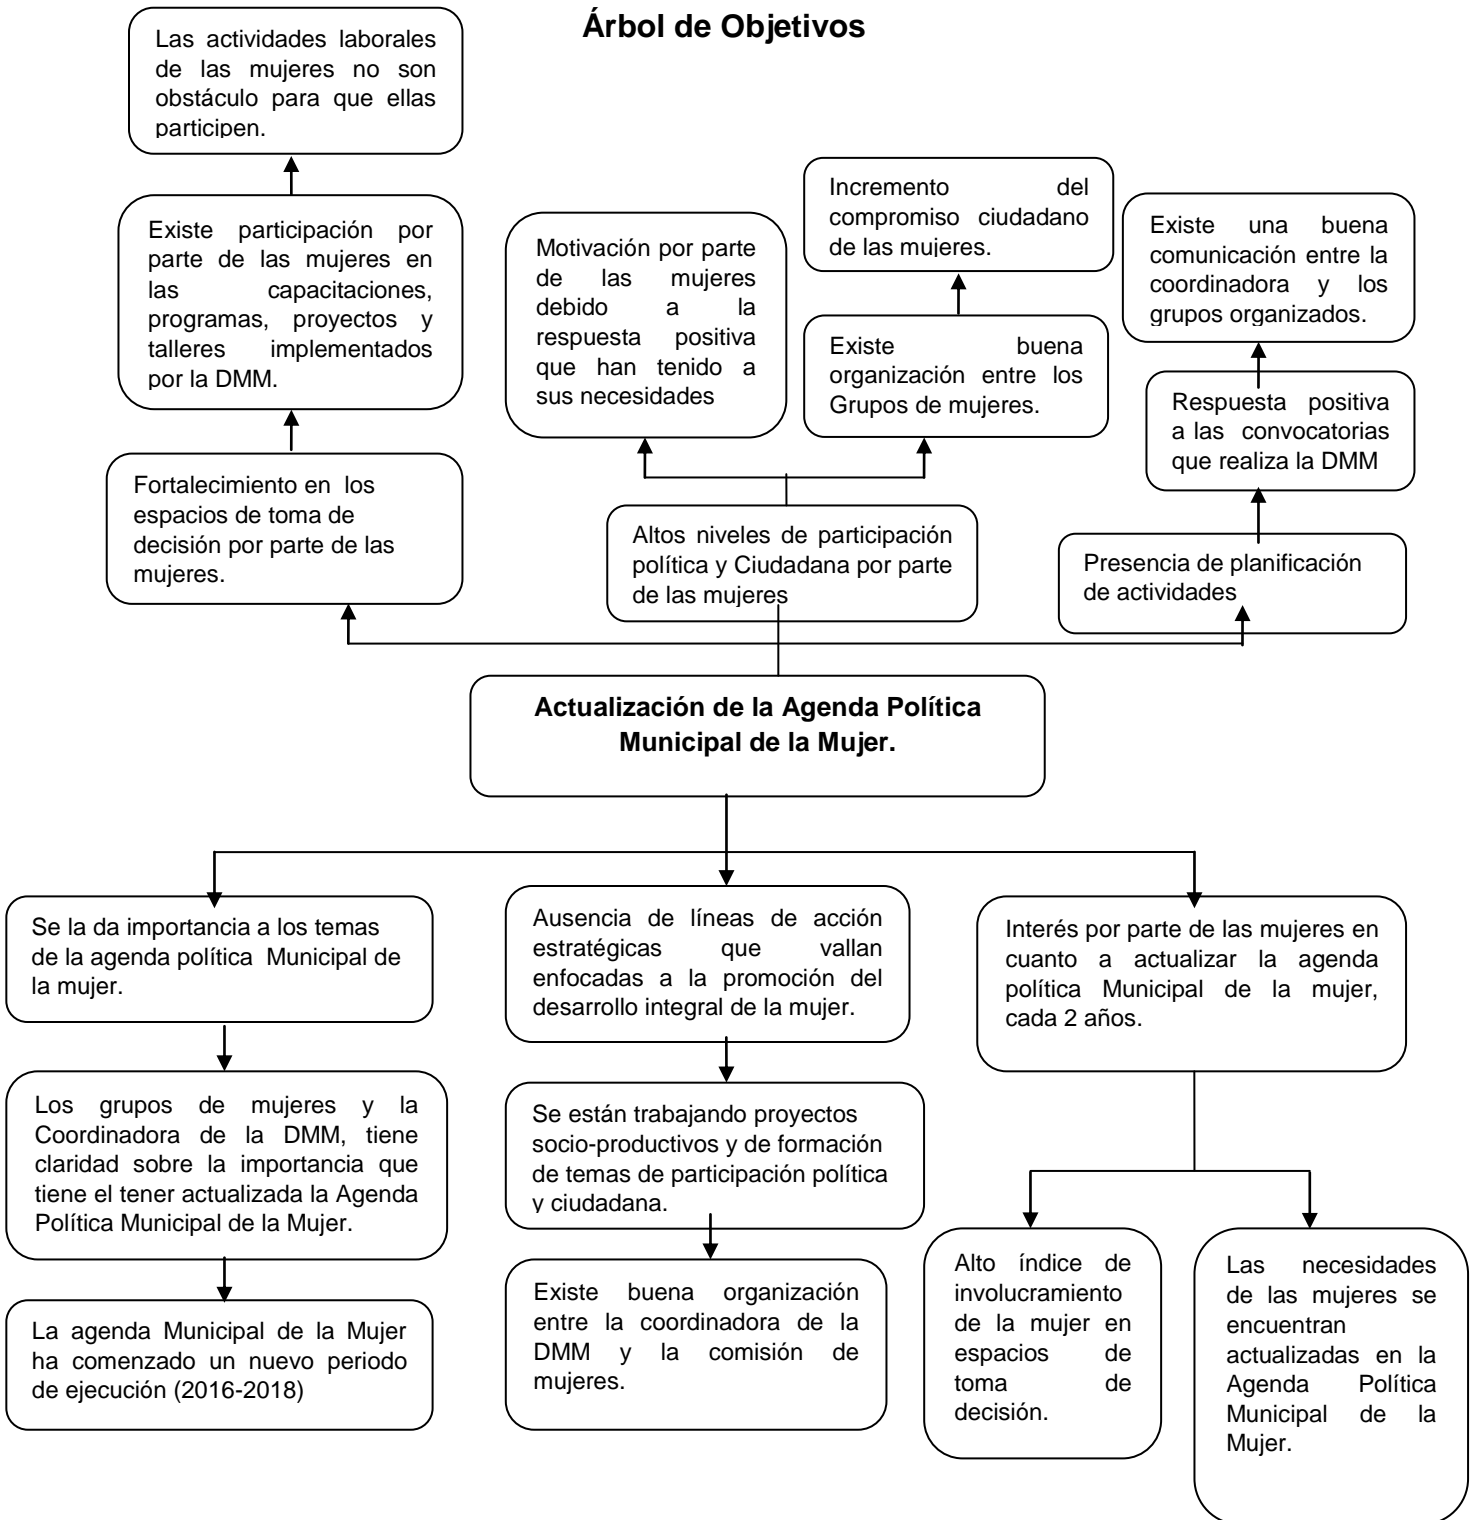 Árbol de Objetivos
Las actividades laborales
de las mujeres no son
obstáculo para que ellas
participen.
Existe participación por
parte de las mujeres en
las capacitaciones,
programas, proyectos y
talleres implementados
por la DMM.
Fortalecimiento en los
espacios de toma de
decisión por parte de las
mujeres.
Motivación por parte
de las mujeres
debido a la
respuesta positiva
que han tenido a
sus necesidades
Incremento del
compromiso ciudadano
de las mujeres.
Existe buena
organización entre los
Grupos de mujeres.
Altos niveles de participación
política y Ciudadana por parte
de las mujeres
Existe una buena
comunicación entre la
coordinadora y los
grupos organizados.
Respuesta positiva
a las convocatorias
que realiza la DMM
Presencia de planificación
de actividades
Actualización de la Agenda Política
Municipal de la Mujer.
Se la da importancia a los temas
de la agenda política Municipal de
la mujer.
Los grupos de mujeres y la
Coordinadora de la DMM, tiene
claridad sobre la importancia que
tiene el tener actualizada la Agenda
Política Municipal de la Mujer.
La agenda Municipal de la Mujer
ha comenzado un nuevo periodo
de ejecución (2016-2018)
Ausencia de líneas de acción
estratégicas que vallan
enfocadas a la promoción del
desarrollo integral de la mujer.
Se están trabajando proyectos
socio-productivos y de formación
de temas de participación política
y ciudadana.
Existe buena organización
entre la coordinadora de la
DMM y la comisión de
mujeres.
Interés por parte de las mujeres en
cuanto a actualizar la agenda
política Municipal de la mujer,
cada 2 años.
Alto índice de
involucramiento
de la mujer en
espacios de
toma de
decisión.
Las necesidades
de las mujeres se
encuentran
actualizadas en la
Agenda Política
Municipal de la
Mujer.